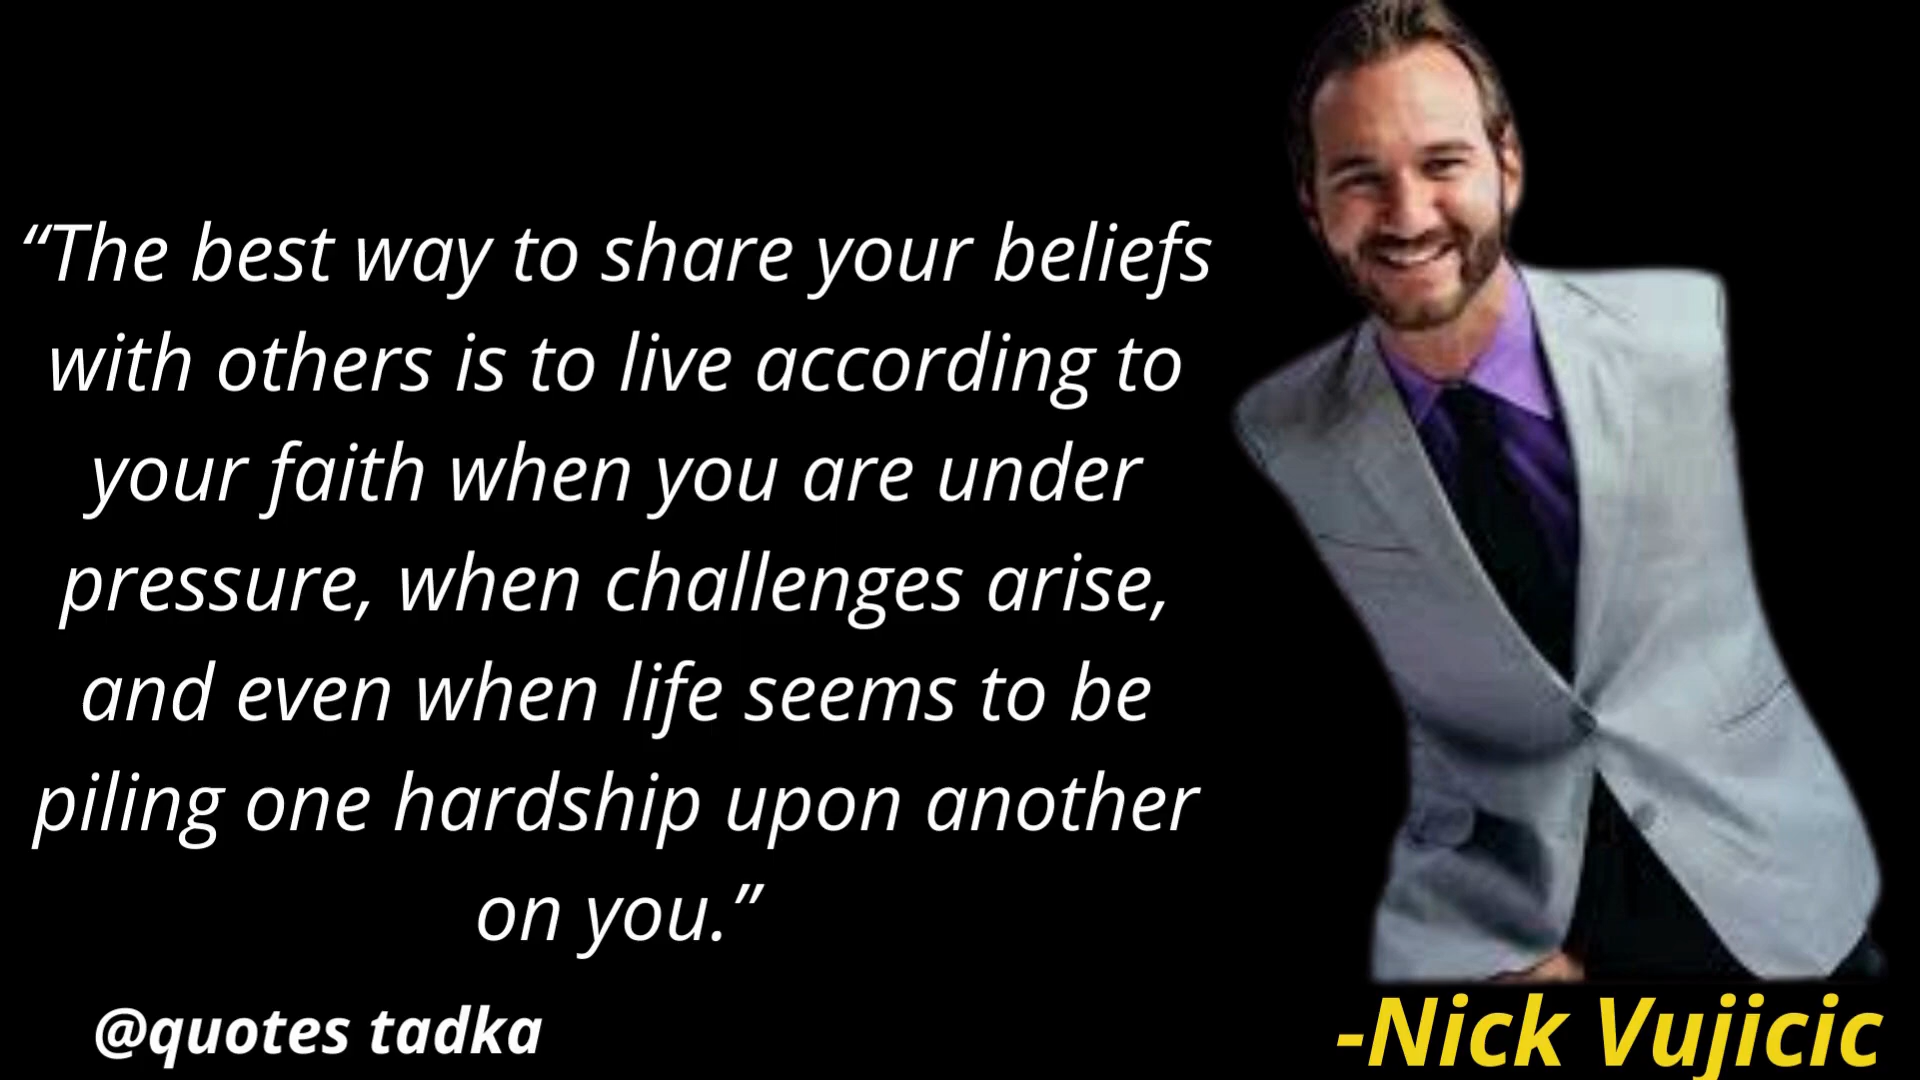 “The best way to share your beliefs
with others is to live according to
your faith when you are under
pressure, when challenges arise,
and even when life seems to be
piling one hardship upon another
on you.”
@quotes tadka
-Nick Vujicic